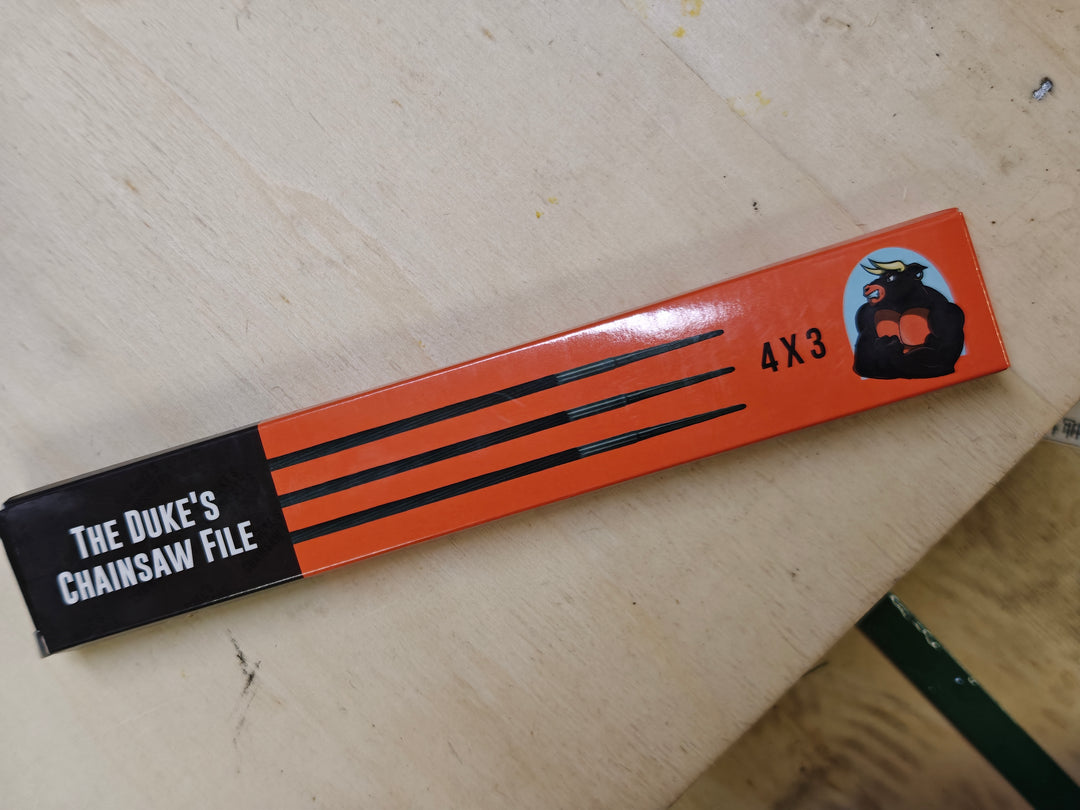 The Duke's
Chainsaw File
4X3